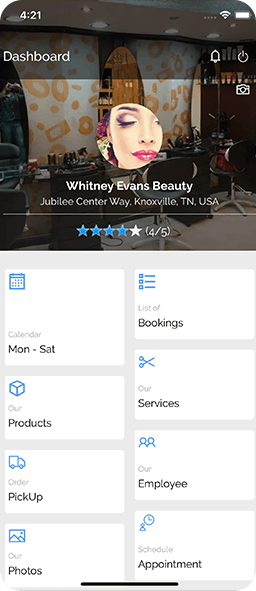 4:21
Dashboard
Whitney Evans Beauty
Jubilee Center Way, Knoxville, TN, USA
(4/5)
Calendar
Mon - Sat
List of
Bookings
Our
Products
Our
Services
Order
PickUp
Our
Employee
Our
Photos
Schedule
Appointment